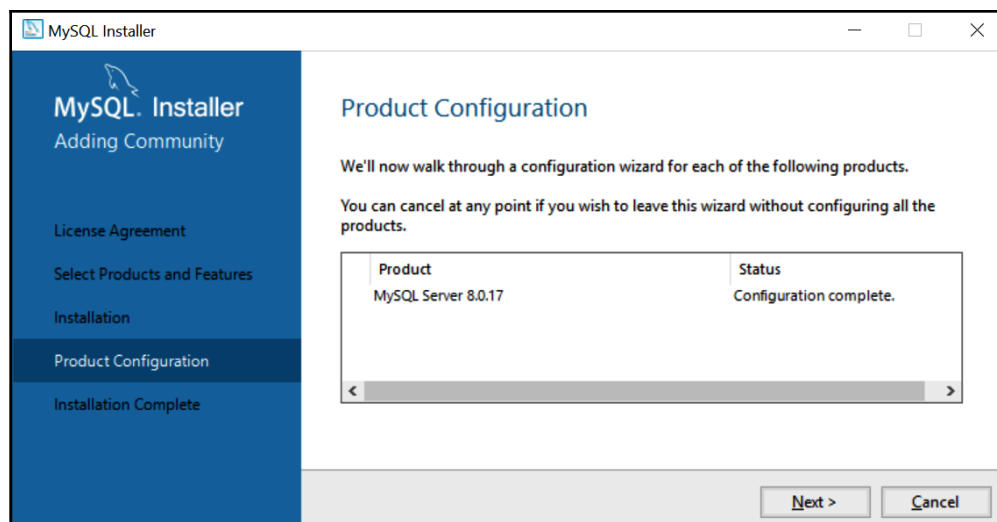 MySQL Installer
MySQL. Installer
Adding Community
License Agreement
Select Products and Features
Installation
Product Configuration
Installation Complete
Product Configuration
We'll now walk through a configuration wizard for each of the following products.
You can cancel at any point if you wish to leave this wizard without configuring all the
products.
Product Status
MySQL Server 8.0.17 Configuration complete.
Next > Cancel